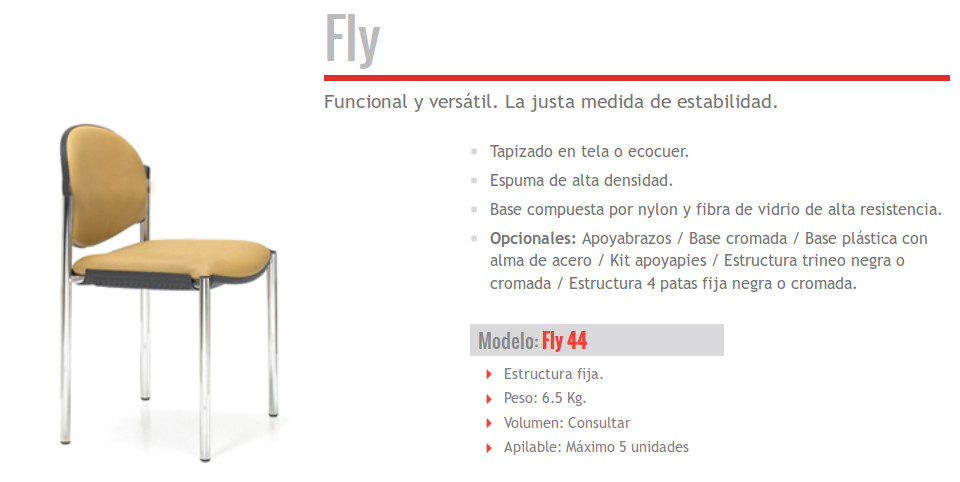 Fly
Funcional y versátil. La justa medida de estabilidad.
Tapizado en tela o ecocuer.
Espuma de alta densidad.
Base compuesta por nylon y fibra de vidrio de alta resistencia.
Opcionales: Apoyabrazos / Base cromada / Base plástica con
alma de acero / Kit apoyapies / Estructura trineo negra o
cromada / Estructura 4 patas fija negra o cromada.
Modelo: Fly 44
Estructura fija.
Peso: 6.5 Kg.
Volumen: Consultar
Apilable: Máximo 5 unidades